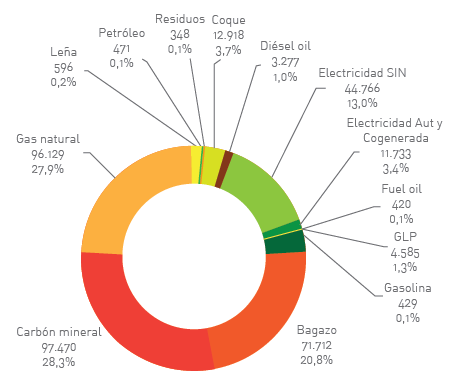 Residuos
348
0,1%
Coque
12.918
3,7%
Petróleo
471
0,1%
Diésel oil
3.277
1,0%
Leña
596
0,2%
Electricidad SIN
44.766
13,0%
Electricidad Aut y
Cogenerada
11.733
3,4%
Gas natural
96.129
27,9%
Fuel oil
420
0,1%
GLP
4.585
1,3%
Gasolina
429
0,1%
Carbón mineral
97.470
28,3%
Bagazo
71.712
20,8%